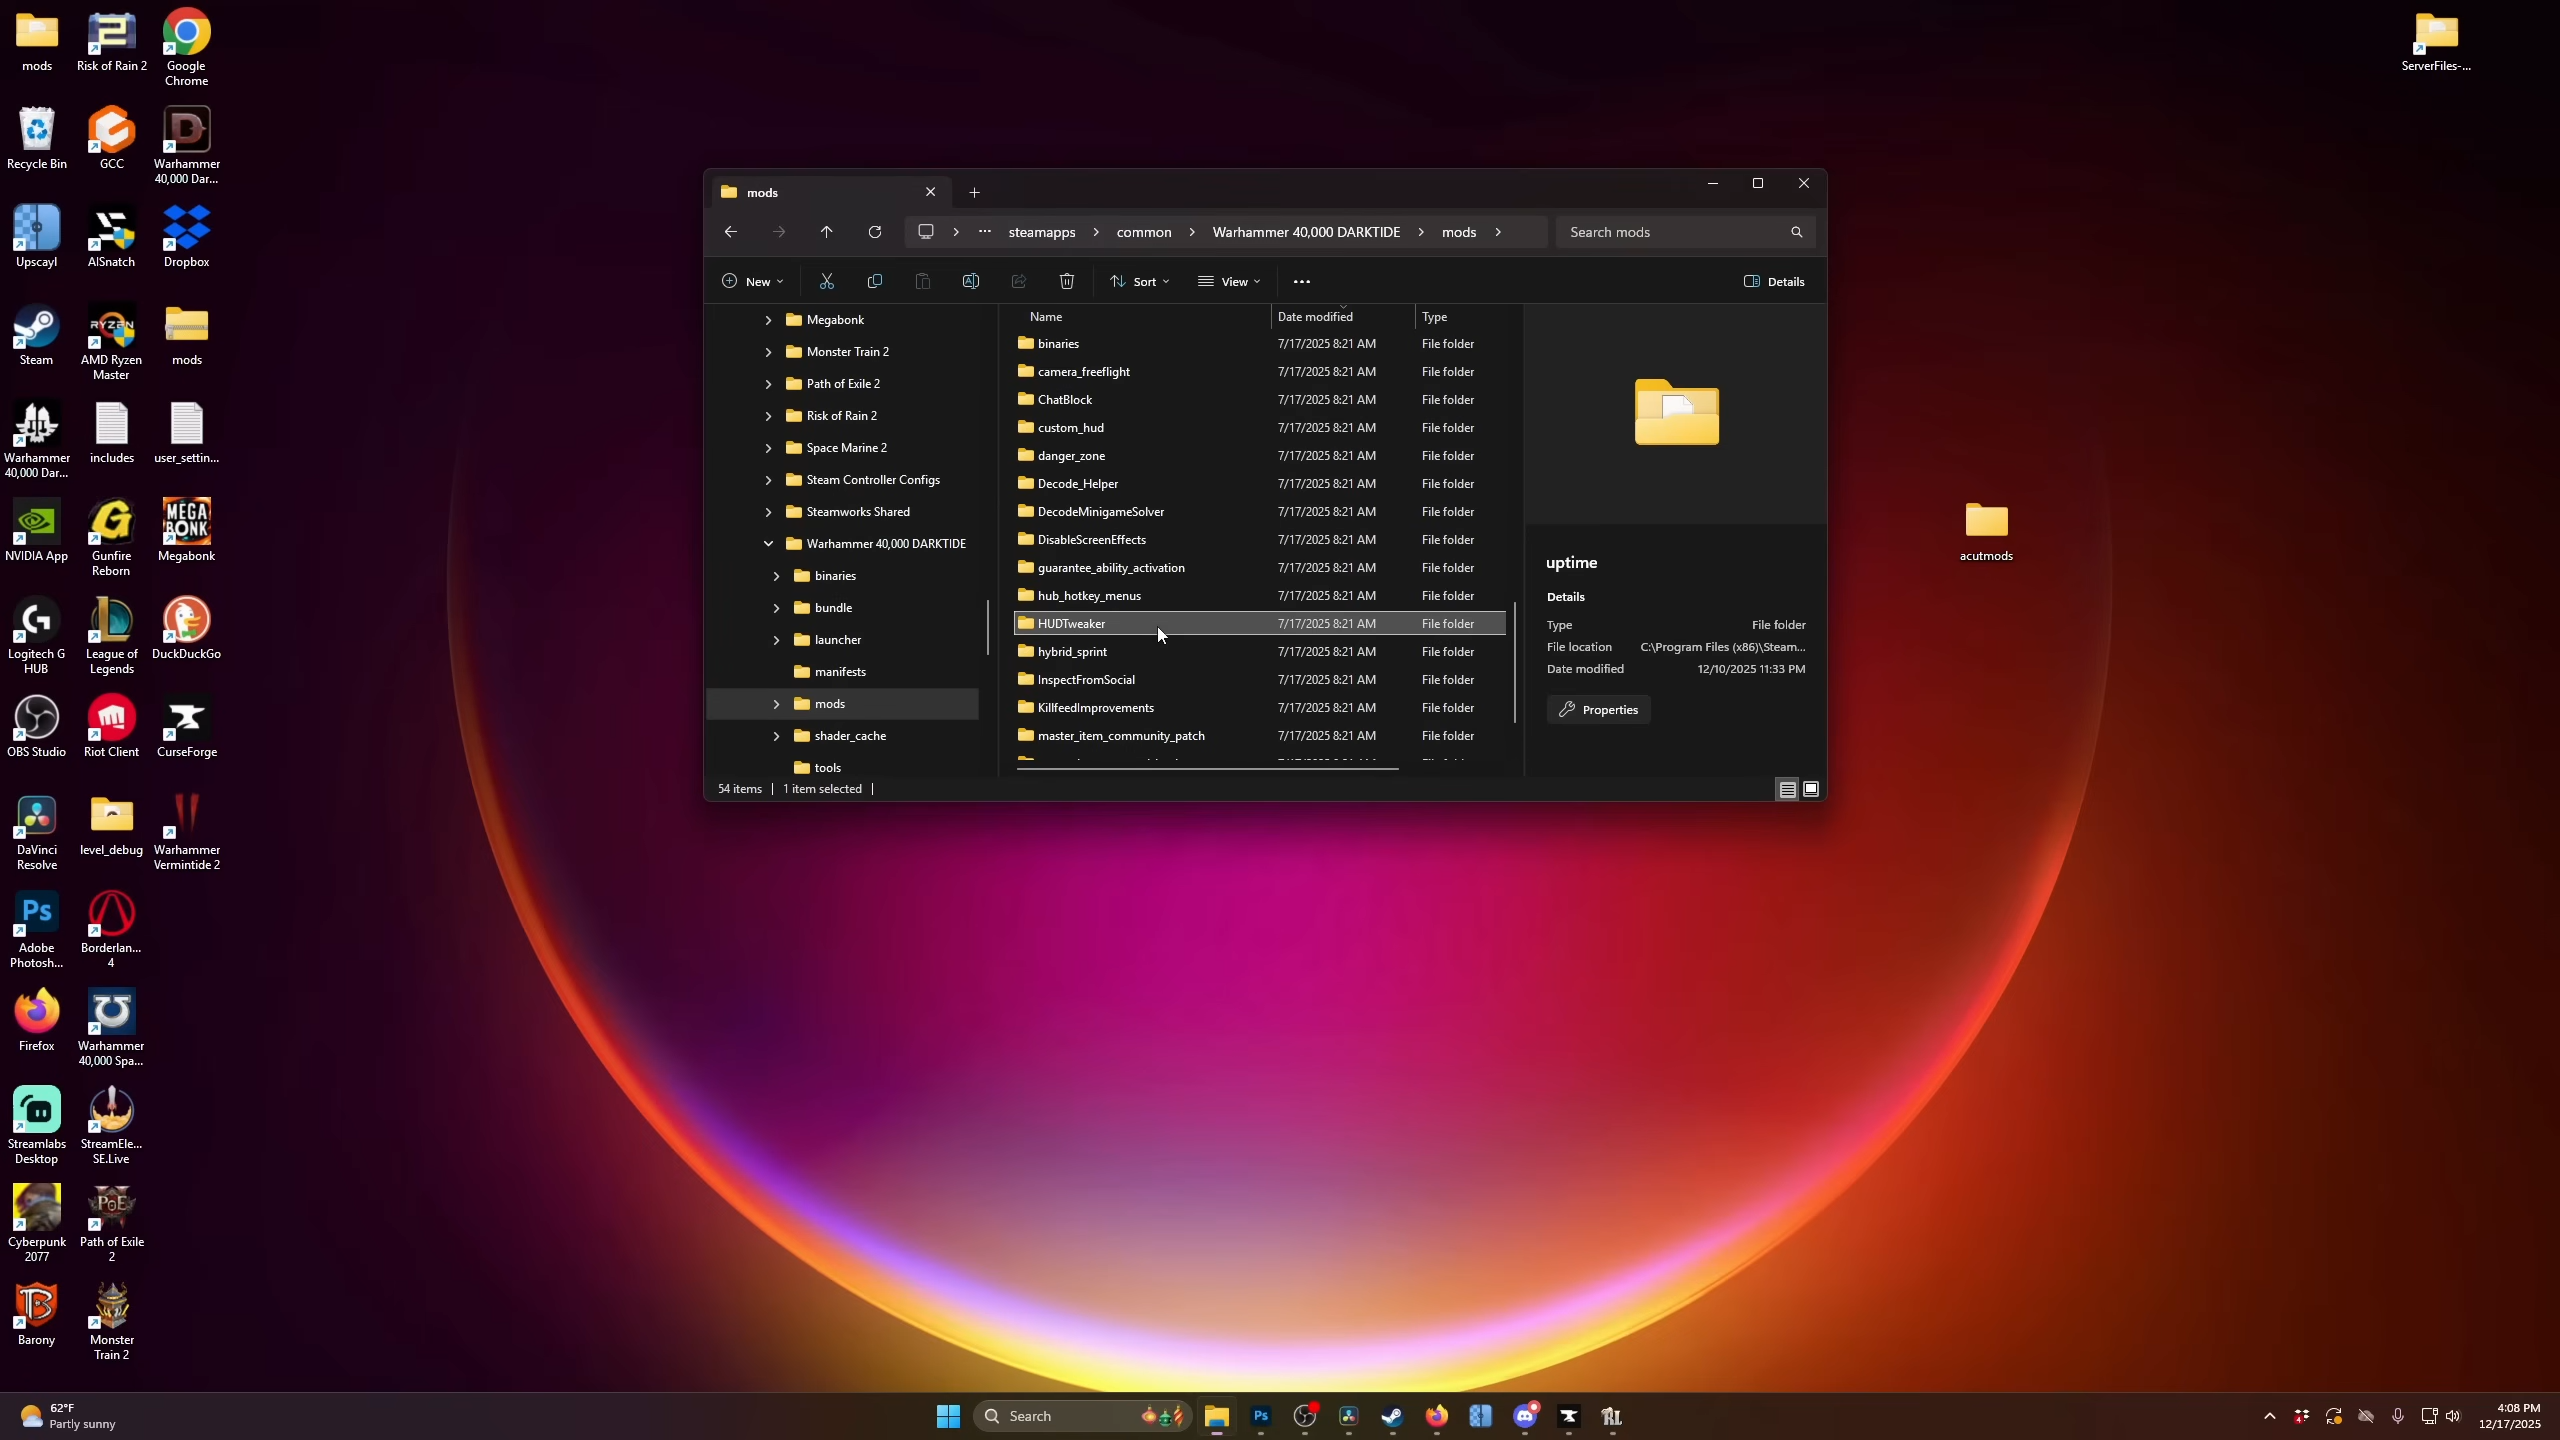 mods
Risk of Rain 2
Google
Chrome
ServerFiles-...
Recycle Bin
GCC
Warhammer
40,000 Dar...
Upscayl
AISnatch
Dropbox
Steam
AMD Ryzen
Master
mods
RYZEN
Warhammer
40,000 Dar...
includes
user_settin...
NVIDIA App
Gunfire
Reborn
MEGA
BONK
Megabonk
Logitech G
HUB
League of
Legends
DuckDuckGo
OBS Studio
Riot Client
CurseForge
DaVinci
Resolve
level_debug
Warhammer
Vermintide 2
Ps
Adobe
Photosh...
Borderlan...
4
Firefox
Warhammer
40,000 Spa...
Streamlabs
Desktop
StreamEle...
SE.Live
Cyberpunk
2077
PoE
Path of Exile
2
Barony
Monster
Train 2
acutmods
mods
steamapps
common
Warhammer 40,000 DARKTIDE
mods
Search mods
New
Sort
View
Details
Megabonk
Monster Train 2
Path of Exile 2
Risk of Rain 2
Space Marine 2
Steam Controller Configs
Steamworks Shared
Warhammer 40,000 DARKTIDE
binaries
bundle
launcher
manifests
mods
shader_cache
tools
Name Date modified Type
binaries 7/17/2025 8:21 AM File folder
camera_freeflight 7/17/2025 8:21 AM File folder
ChatBlock 7/17/2025 8:21 AM File folder
custom_hud 7/17/2025 8:21 AM File folder
danger_zone 7/17/2025 8:21 AM File folder
Decode_Helper 7/17/2025 8:21 AM File folder
DecodeMinigameSolver 7/17/2025 8:21 AM File folder
DisableScreenEffects 7/17/2025 8:21 AM File folder
guarantee_ability_activation 7/17/2025 8:21 AM File folder
hub_hotkey_menus 7/17/2025 8:21 AM File folder
HUDTweaker 7/17/2025 8:21 AM File folder
hybrid_sprint 7/17/2025 8:21 AM File folder
InspectFromSocial 7/17/2025 8:21 AM File folder
KillfeedImprovements 7/17/2025 8:21 AM File folder
master_item_community_patch 7/17/2025 8:21 AM File folder
uptime
Details
Type File folder
File location C:\Program Files (x86)\Steam...
Date modified 12/10/2025 11:33 PM
Properties
54 items
1 item selected
62°F
Partly sunny
Search
Ps
4:08 PM
12/17/2025